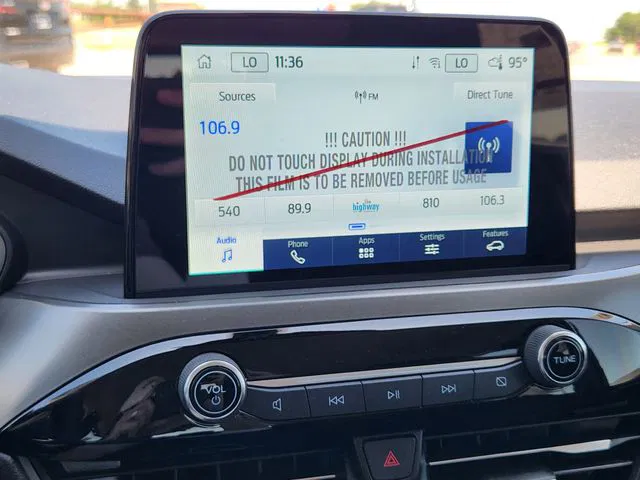 LO 11:36 LO 95°
Sources FM Direct Tune
106.9
!!! CAUTION !!!
DO NOT TOUCH DISPLAY DURING INSTALLATION
THIS FILM IS TO BE REMOVED BEFORE USAGE
540 89.9 the highway 810 106.3
Audio Phone Apps Settings Features
VOL TUNE